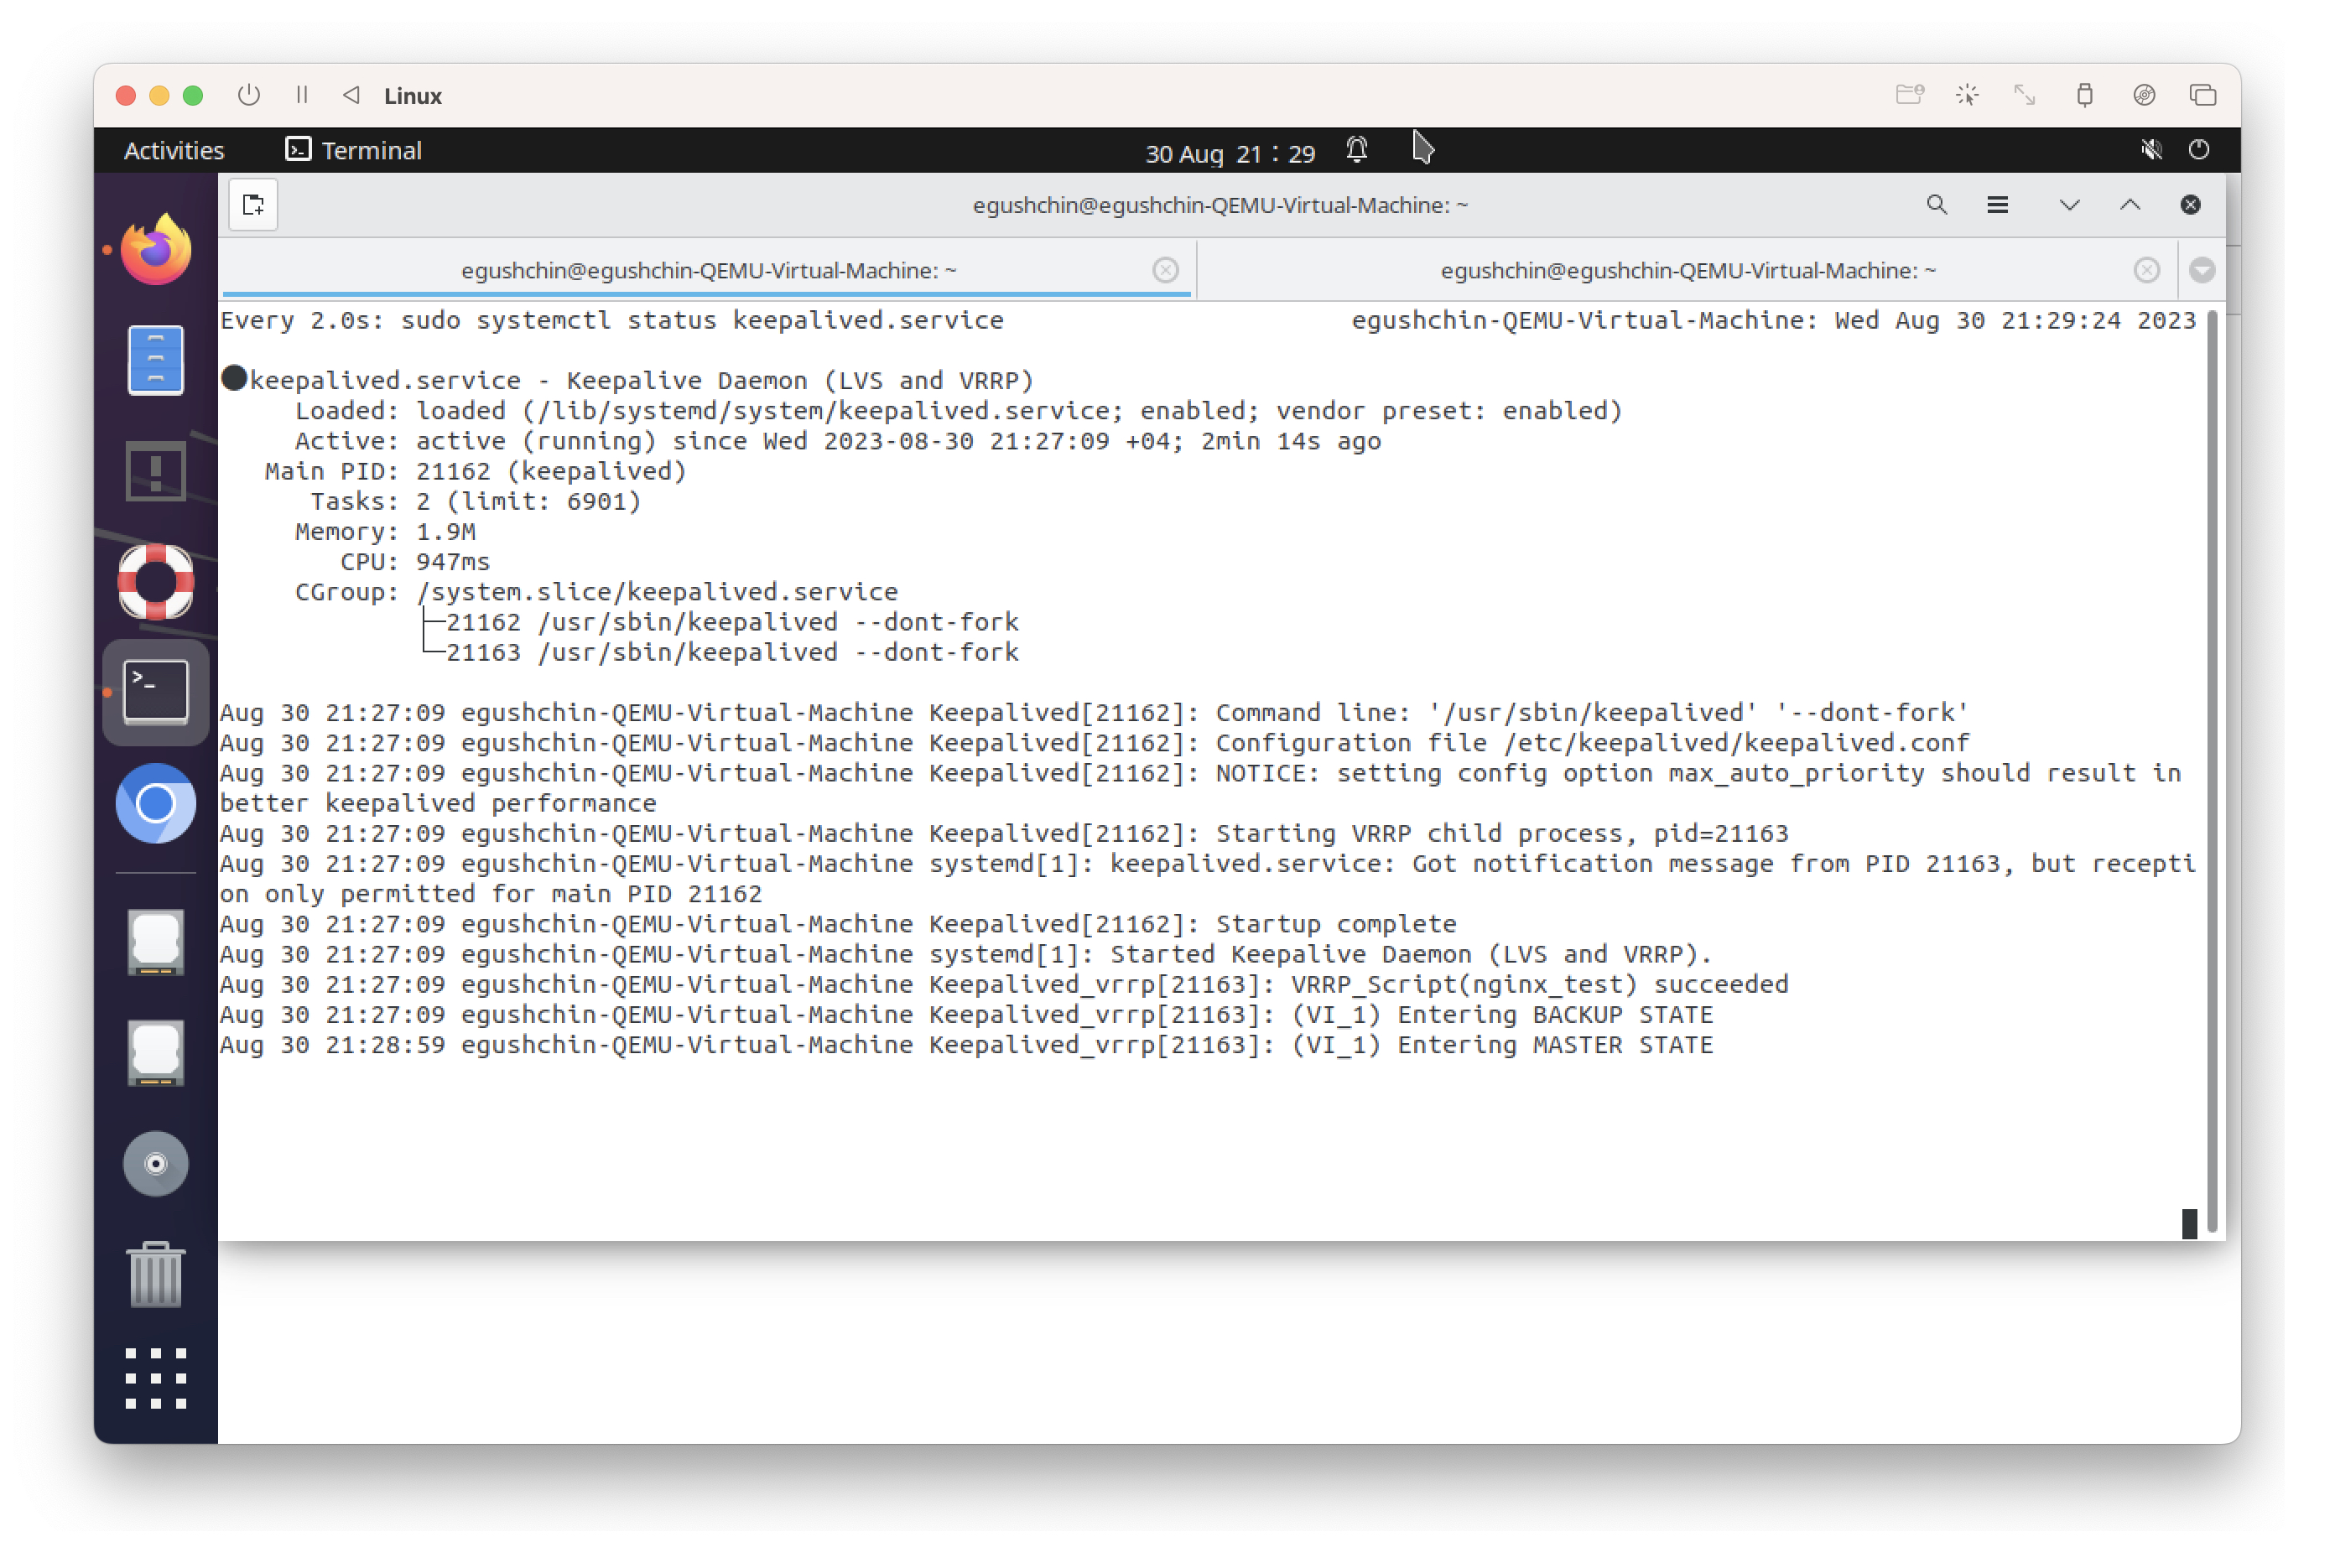 Linux
Activities Terminal 30 Aug 21:29
egushchin@egushchin-QEMU-Virtual-Machine: ~
egushchin@egushchin-QEMU-Virtual-Machine: ~ egushchin@egushchin-QEMU-Virtual-Machine: ~
Every 2.0s: sudo systemctl status keepalived.service egushchin-QEMU-Virtual-Machine: Wed Aug 30 21:29:24 2023
●keepalived.service - Keepalive Daemon (LVS and VRRP)
Loaded: loaded (/lib/systemd/system/keepalived.service; enabled; vendor preset: enabled)
Active: active (running) since Wed 2023-08-30 21:27:09 +04; 2min 14s ago
Main PID: 21162 (keepalived)
Tasks: 2 (limit: 6901)
Memory: 1.9M
CPU: 947ms
CGroup: /system.slice/keepalived.service
├─21162 /usr/sbin/keepalived --dont-fork
└─21163 /usr/sbin/keepalived --dont-fork
Aug 30 21:27:09 egushchin-QEMU-Virtual-Machine Keepalived[21162]: Command line: '/usr/sbin/keepalived' '--dont-fork'
Aug 30 21:27:09 egushchin-QEMU-Virtual-Machine Keepalived[21162]: Configuration file /etc/keepalived/keepalived.conf
Aug 30 21:27:09 egushchin-QEMU-Virtual-Machine Keepalived[21162]: NOTICE: setting config option max_auto_priority should result in
better keepalived performance
Aug 30 21:27:09 egushchin-QEMU-Virtual-Machine Keepalived[21162]: Starting VRRP child process, pid=21163
Aug 30 21:27:09 egushchin-QEMU-Virtual-Machine systemd[1]: keepalived.service: Got notification message from PID 21163, but recepti
on only permitted for main PID 21162
Aug 30 21:27:09 egushchin-QEMU-Virtual-Machine Keepalived[21162]: Startup complete
Aug 30 21:27:09 egushchin-QEMU-Virtual-Machine systemd[1]: Started Keepalive Daemon (LVS and VRRP).
Aug 30 21:27:09 egushchin-QEMU-Virtual-Machine Keepalived_vrrp[21163]: VRRP_Script(nginx_test) succeeded
Aug 30 21:27:09 egushchin-QEMU-Virtual-Machine Keepalived_vrrp[21163]: (VI_1) Entering BACKUP STATE
Aug 30 21:28:59 egushchin-QEMU-Virtual-Machine Keepalived_vrrp[21163]: (VI_1) Entering MASTER STATE